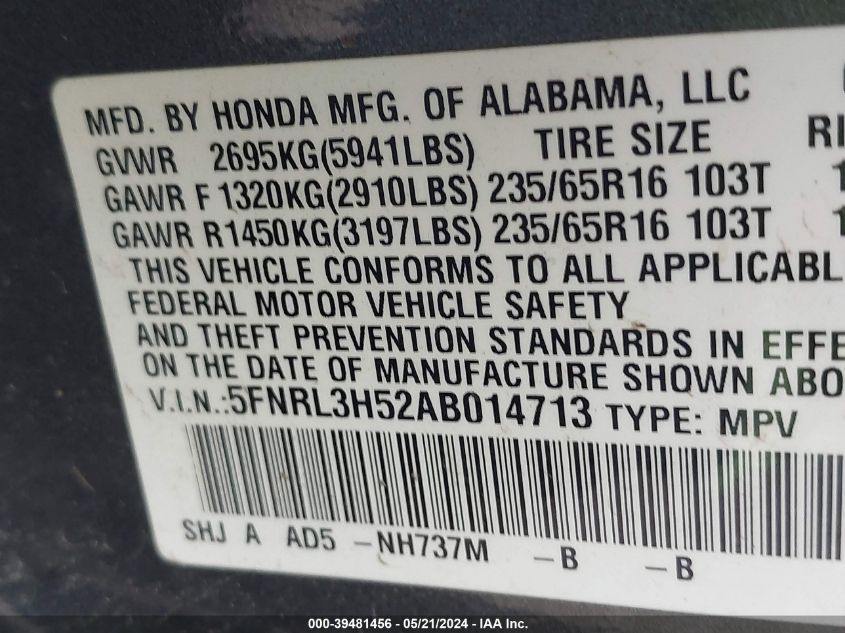 MFD. BY HONDA MFG. OF ALABAMA, LLC
GVWR 2695KG(5941LBS) TIRE SIZE RI
GAWR F 1320KG(2910LBS) 235/65R16 103T 1
GAWR R1450KG(3197LBS) 235/65R16 103T 1
THIS VEHICLE CONFORMS TO ALL APPLICABL
FEDERAL MOTOR VEHICLE SAFETY
AND THEFT PREVENTION STANDARDS IN EFFE
ON THE DATE OF MANUFACTURE SHOWN ABO
V.I.N.:5FNRL3H52AB014713 TYPE: MPV
SHJ A AD5 -NH737M -B -B
000-39481456 - 05/21/2024 - IAA Inc.